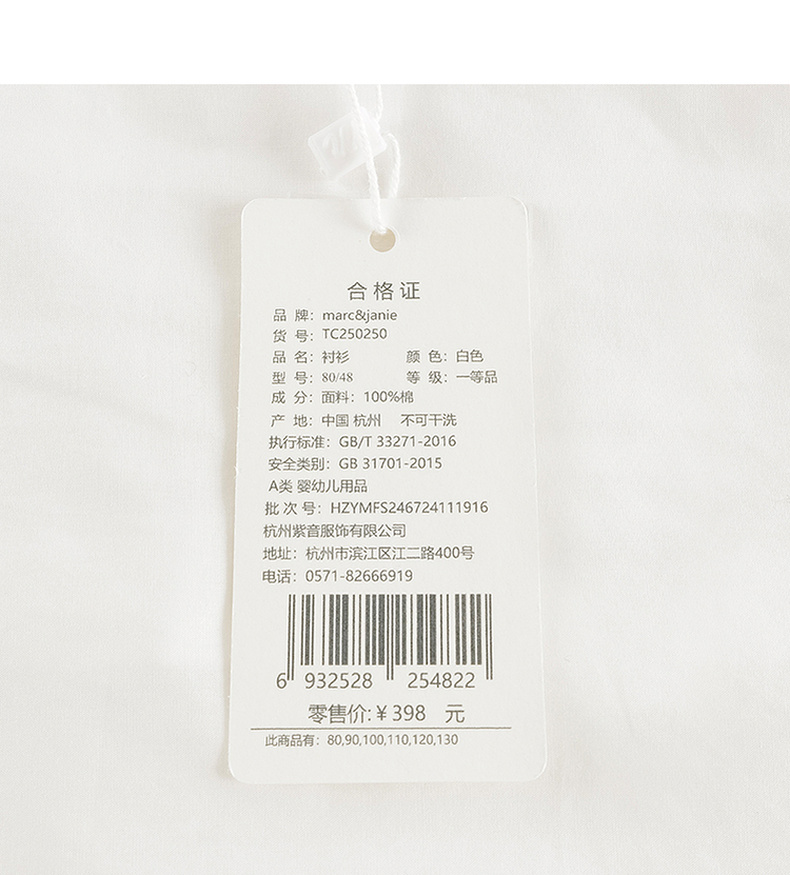 合格证
品 牌：marc&janie
货 号：TC250250
品 名：衬衫 颜 色：白色
型 号：80/48 等 级：一等品
成 分：面料：100%棉
产 地：中国 杭州 不可干洗
执行标准：GB/T 33271-2016
安全类别：GB 31701-2015
A类 婴幼儿用品
批 次 号：HZYMFS246724111916
杭州紫音服饰有限公司
地址：杭州市滨江区江二路400号
电话：0571-82666919
6 932528 254822
零售价:￥398 元
此商品有：80,90,100,110,120,130